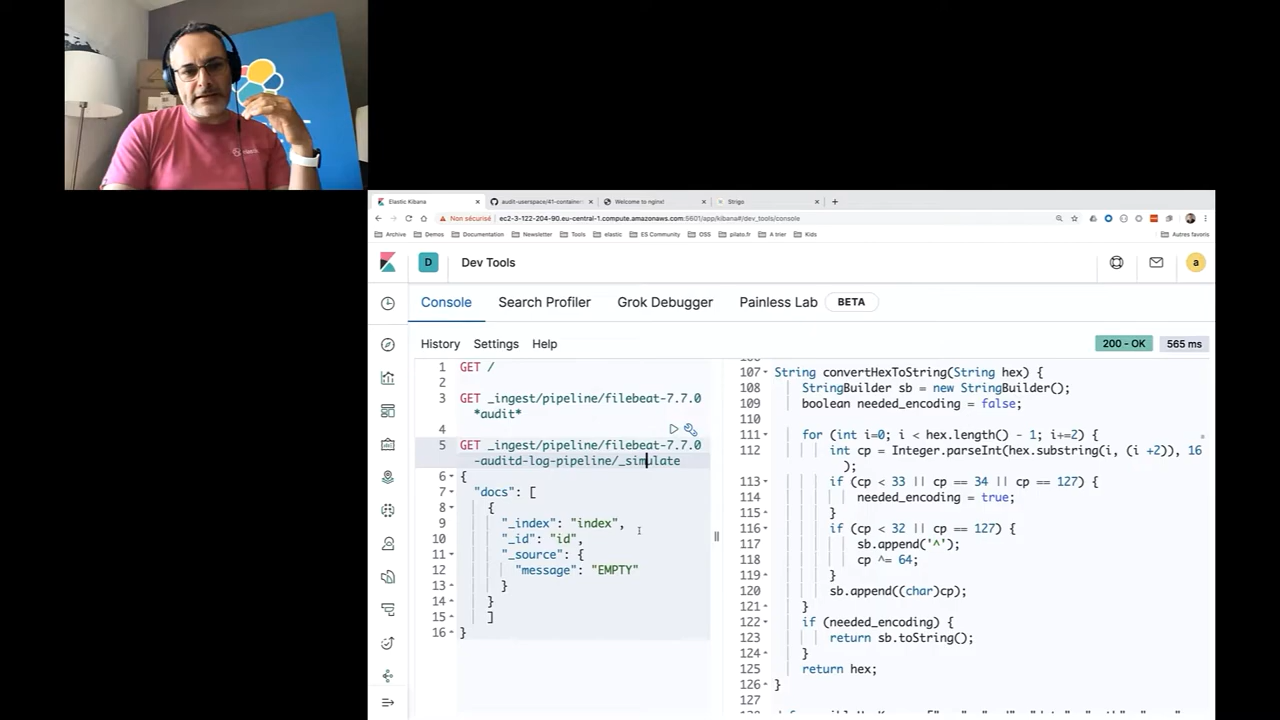 elastic
Elastic Kibana
audit-userspace/41-container
Welcome to nginx!
Strigo
Non sécurisé
ec2-3-122-204-90.eu-central-1.compute.amazonaws.com:5601/app/kibana#/dev_tools/console
Archive
Demos
Documentation
Newsletter
Tools
elastic
ES Community
OSS
pilato.fr
A trier
Kids
Autres favoris
D
Dev Tools
a
Console
Search Profiler
Grok Debugger
Painless Lab
BETA
History
Settings
Help
200 - OK
565 ms
1 GET /
2
3 GET _ingest/pipeline/filebeat-7.7.0
*audit*
4
5 GET _ingest/pipeline/filebeat-7.7.0
-auditd-log-pipeline/_simulate
6 {
7 "docs": [
8 {
9 "_index": "index",
10 "_id": "id",
11 "_source": {
12 "message": "EMPTY"
13 }
14 }
15 ]
16 }
107 String convertHexToString(String hex) {
108 StringBuilder sb = new StringBuilder();
109 boolean needed_encoding = false;
110
111 for (int i=0; i < hex.length() - 1; i+=2) {
112 int cp = Integer.parseInt(hex.substring(i, (i +2)), 16
);
113 if (cp < 33 || cp == 34 || cp == 127) {
114 needed_encoding = true;
115 }
116 if (cp < 32 || cp == 127) {
117 sb.append('^');
118 cp ^= 64;
119 }
120 sb.append((char)cp);
121 }
122 if (needed_encoding) {
123 return sb.toString();
124 }
125 return hex;
126 }
127